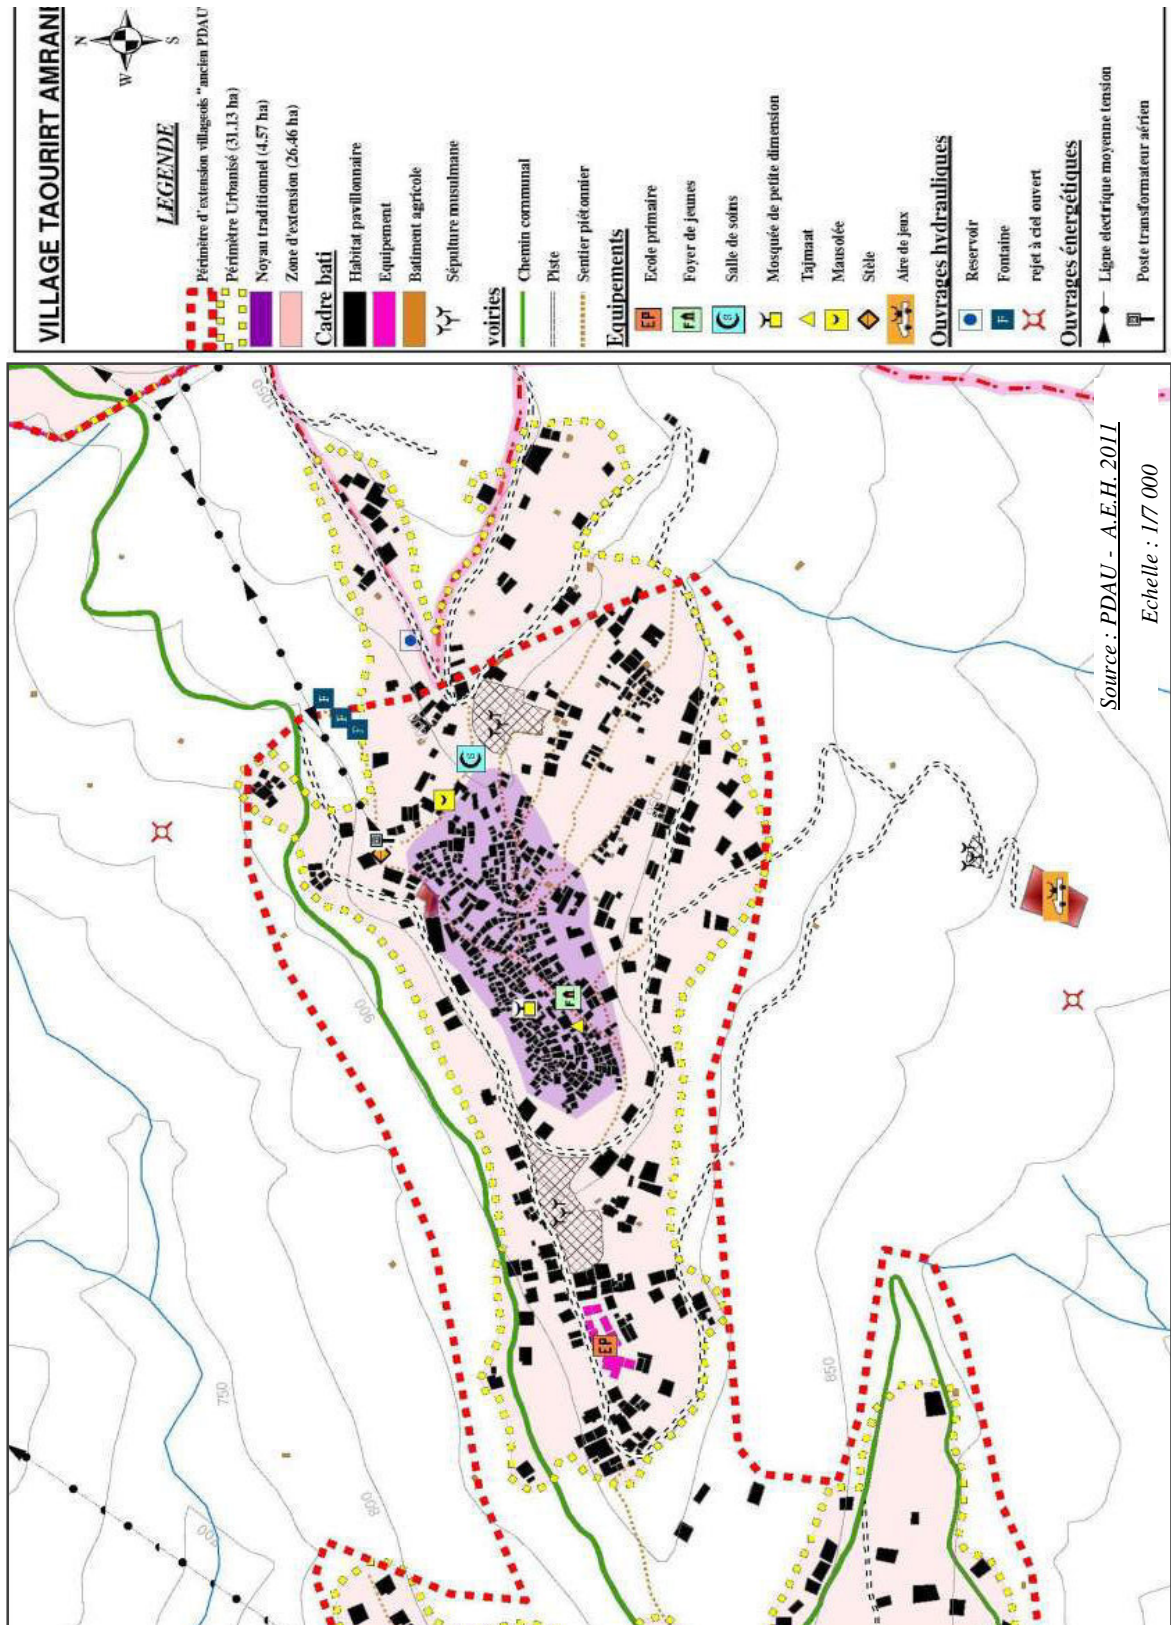 VILLAGE TAOURIRT AMRANE
N
W
S
LEGENDE
Périmètre d'extension villageois "ancien PDAU"
Périmètre Urbanisé (31.13 ha)
Noyau traditionnel (4.57 ha)
Zone d'extension (26.46 ha)
Cadre bati
Habitat pavillonnaire
Equipement
Batiment agricole
Sépulture musulmane
voiries
Chemin communal
Piste
Sentier piétonnier
Equipements
EP Ecole primaire
Foyer de jeunes
S Salle de soins
Mosquée de petite dimension
Tajmaat
Mausolée
Stèle
Aire de jeux
Ouvrages hydrauliques
Reservoir
F Fontaine
rejet à ciel ouvert
Ouvrages énergétiques
Ligne electrique moyenne tension
Poste transformateur aérien
1050
F
F
F
S
900
EP
750
800
700
850
Source : PDAU - A.E.H. 2011
Echelle : 1/7 000